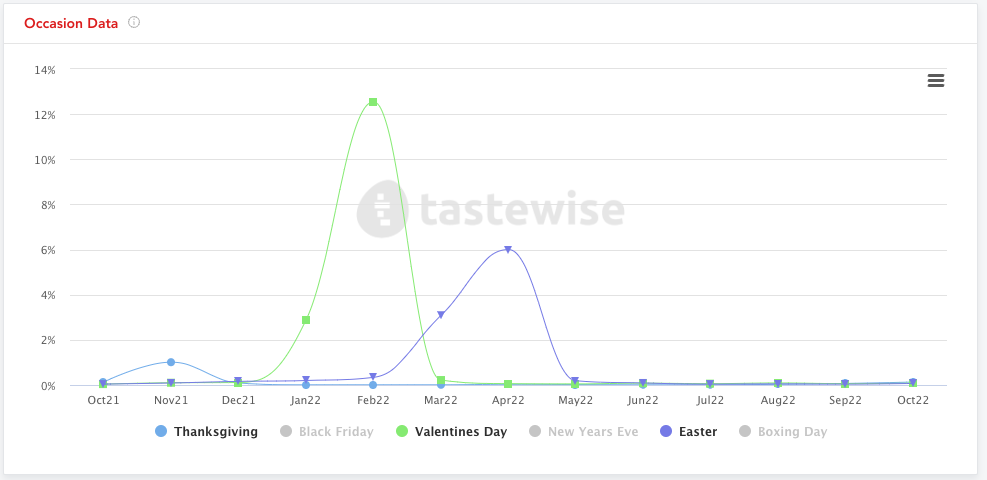 Occasion Data
14%
12%
10%
8%
6%
4%
2%
0%
tastewise
Oct21 Nov21 Dec21 Jan22 Feb22 Mar22 Apr22 May22 Jun22 Jul22 Aug22 Sep22 Oct22
Thanksgiving Black Friday Valentines Day New Years Eve Easter Boxing Day